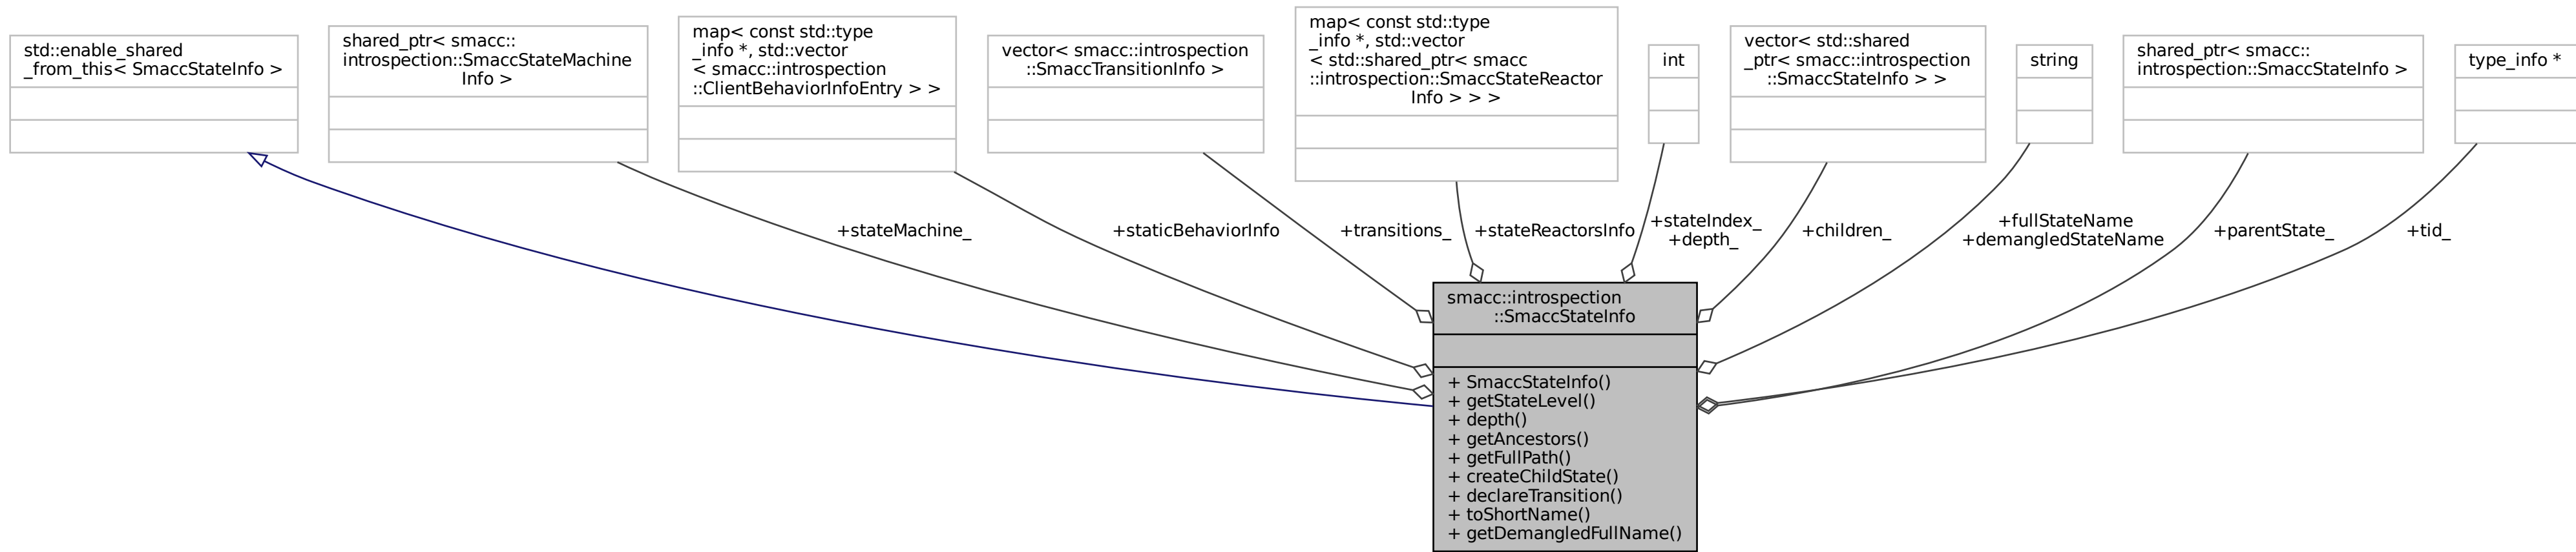 std::enable_shared
_from_this< SmaccStateInfo >
shared_ptr< smacc::
introspection::SmaccStateMachine
Info >
map< const std::type
_info *, std::vector
< smacc::introspection
::ClientBehaviorInfoEntry > >
vector< smacc::introspection
::SmaccTransitionInfo >
map< const std::type
_info *, std::vector
< std::shared_ptr< smacc
::introspection::SmaccStateReactor
Info > > >
int
vector< std::shared
_ptr< smacc::introspection
::SmaccStateInfo > >
string
shared_ptr< smacc::
introspection::SmaccStateInfo >
type_info *
+stateMachine_
+staticBehaviorInfo
+transitions_
+stateReactorsInfo
+stateIndex_
+depth_
+children_
+fullStateName
+demangledStateName
+parentState_
+tid_
smacc::introspection
::SmaccStateInfo
+ SmaccStateInfo()
+ getStateLevel()
+ depth()
+ getAncestors()
+ getFullPath()
+ createChildState()
+ declareTransition()
+ toShortName()
+ getDemangledFullName()